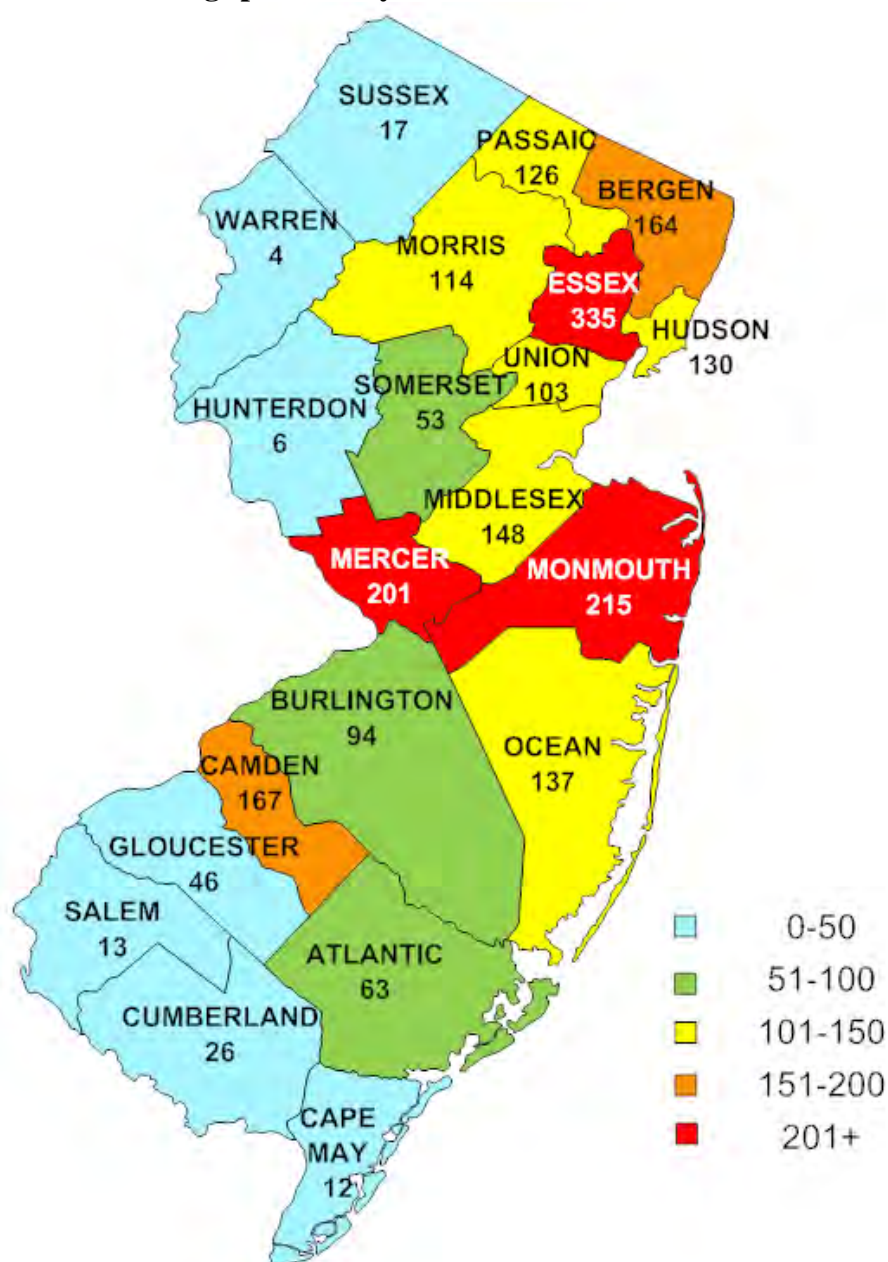 SUSSEX
17
PASSAIC
126
BERGEN
164
WARREN
4
MORRIS
114
ESSEX
335
HUDSON
130
UNION
103
SOMERSET
53
HUNTERDON
6
MIDDLESEX
148
MERCER
201
MONMOUTH
215
BURLINGTON
94
OCEAN
137
CAMDEN
167
GLOUCESTER
46
SALEM
13
ATLANTIC
63
CUMBERLAND
26
CAPE
MAY
12
0-50
51-100
101-150
151-200
201+